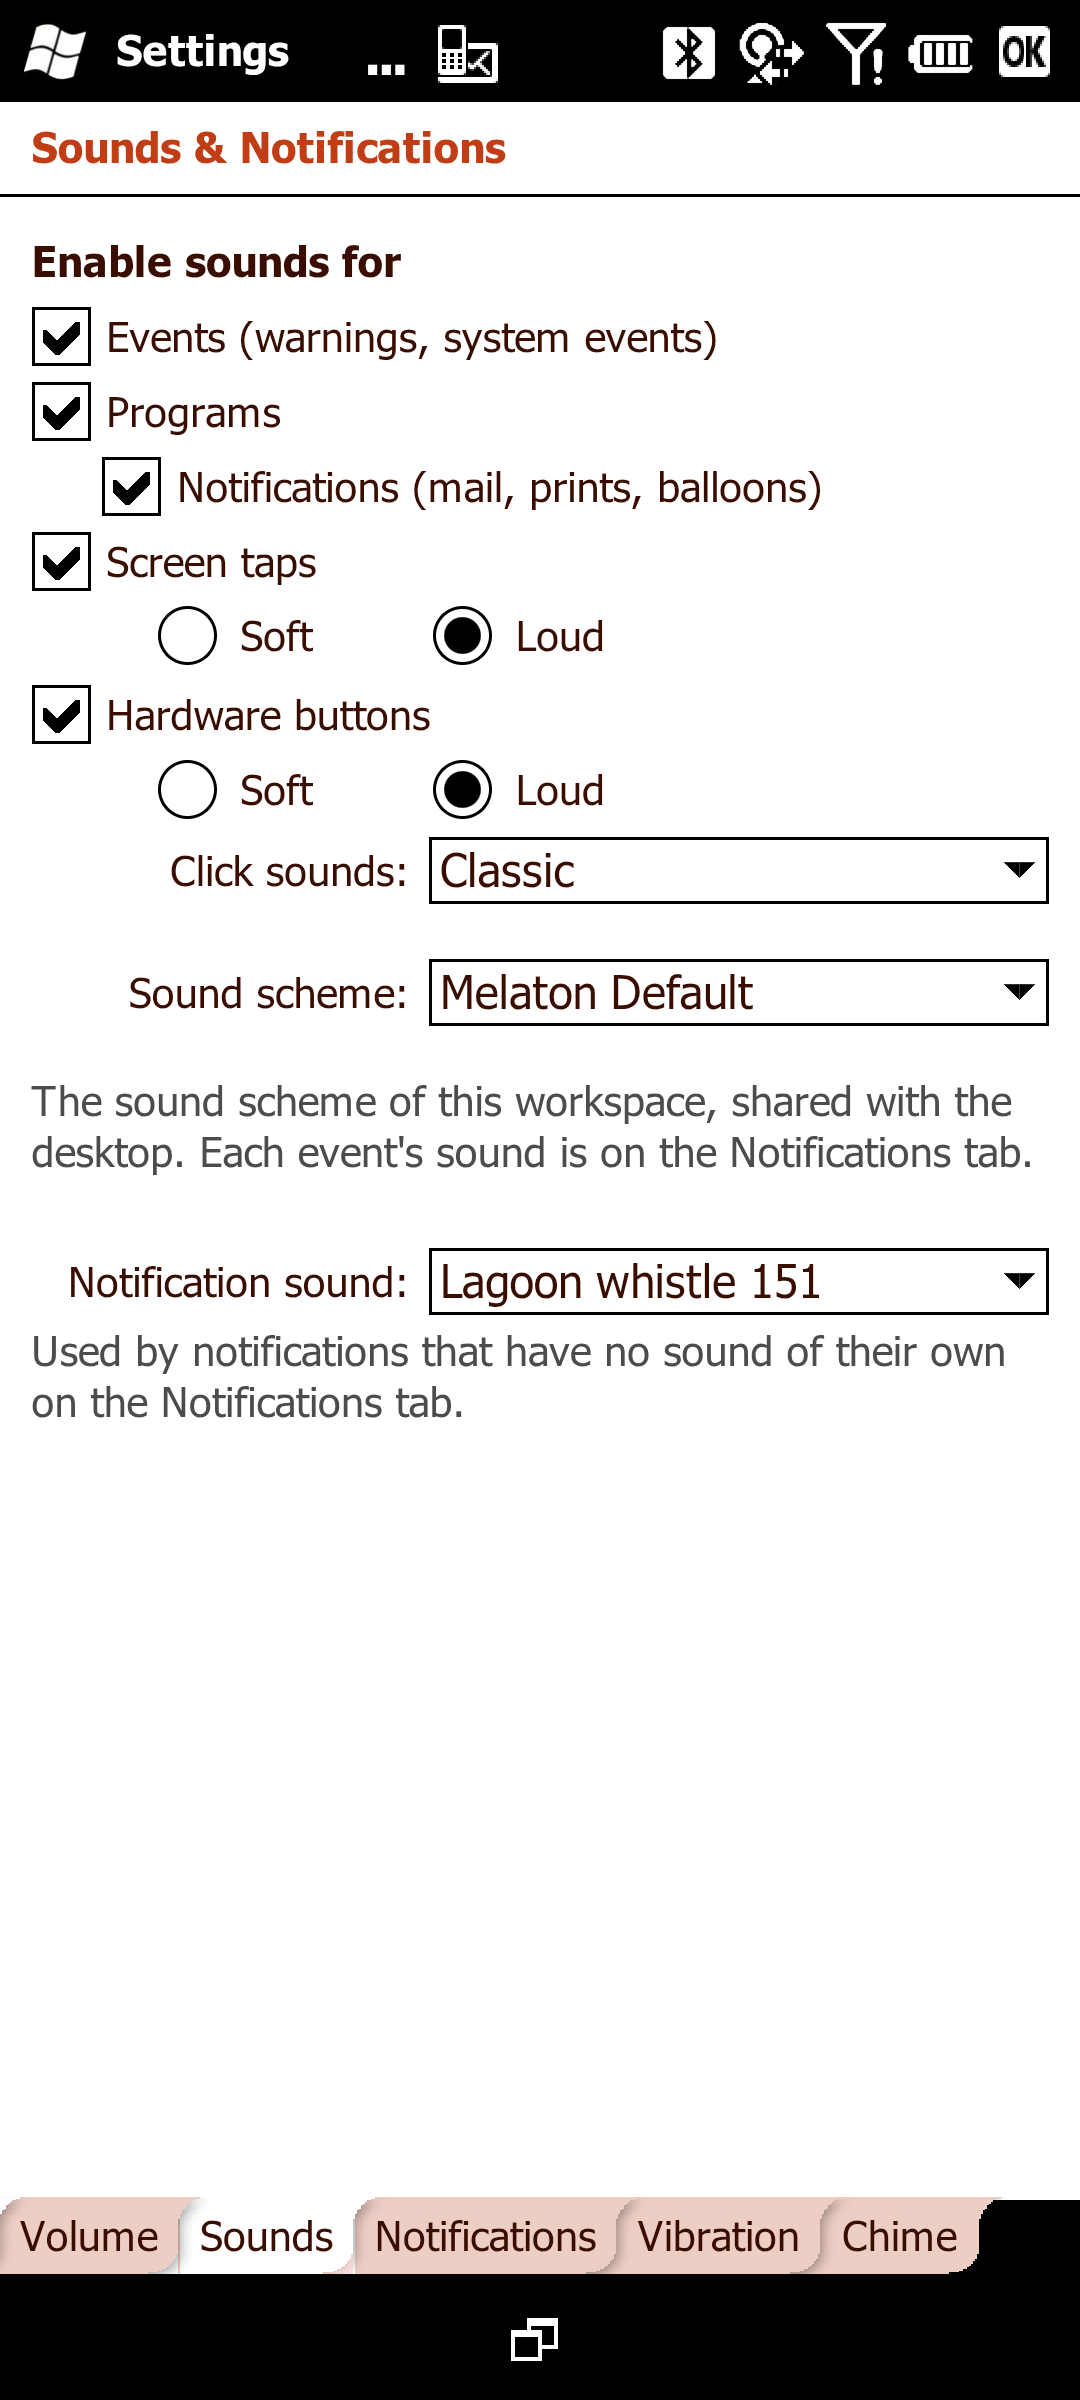 Settings
...
OK
Sounds & Notifications
Enable sounds for
Events (warnings, system events)
Programs
Notifications (mail, prints, balloons)
Screen taps
Soft Loud
Hardware buttons
Soft Loud
Click sounds: Classic
Sound scheme: Melaton Default
The sound scheme of this workspace, shared with the
desktop. Each event's sound is on the Notifications tab.
Notification sound: Lagoon whistle 151
Used by notifications that have no sound of their own
on the Notifications tab.
Volume Sounds Notifications Vibration Chime